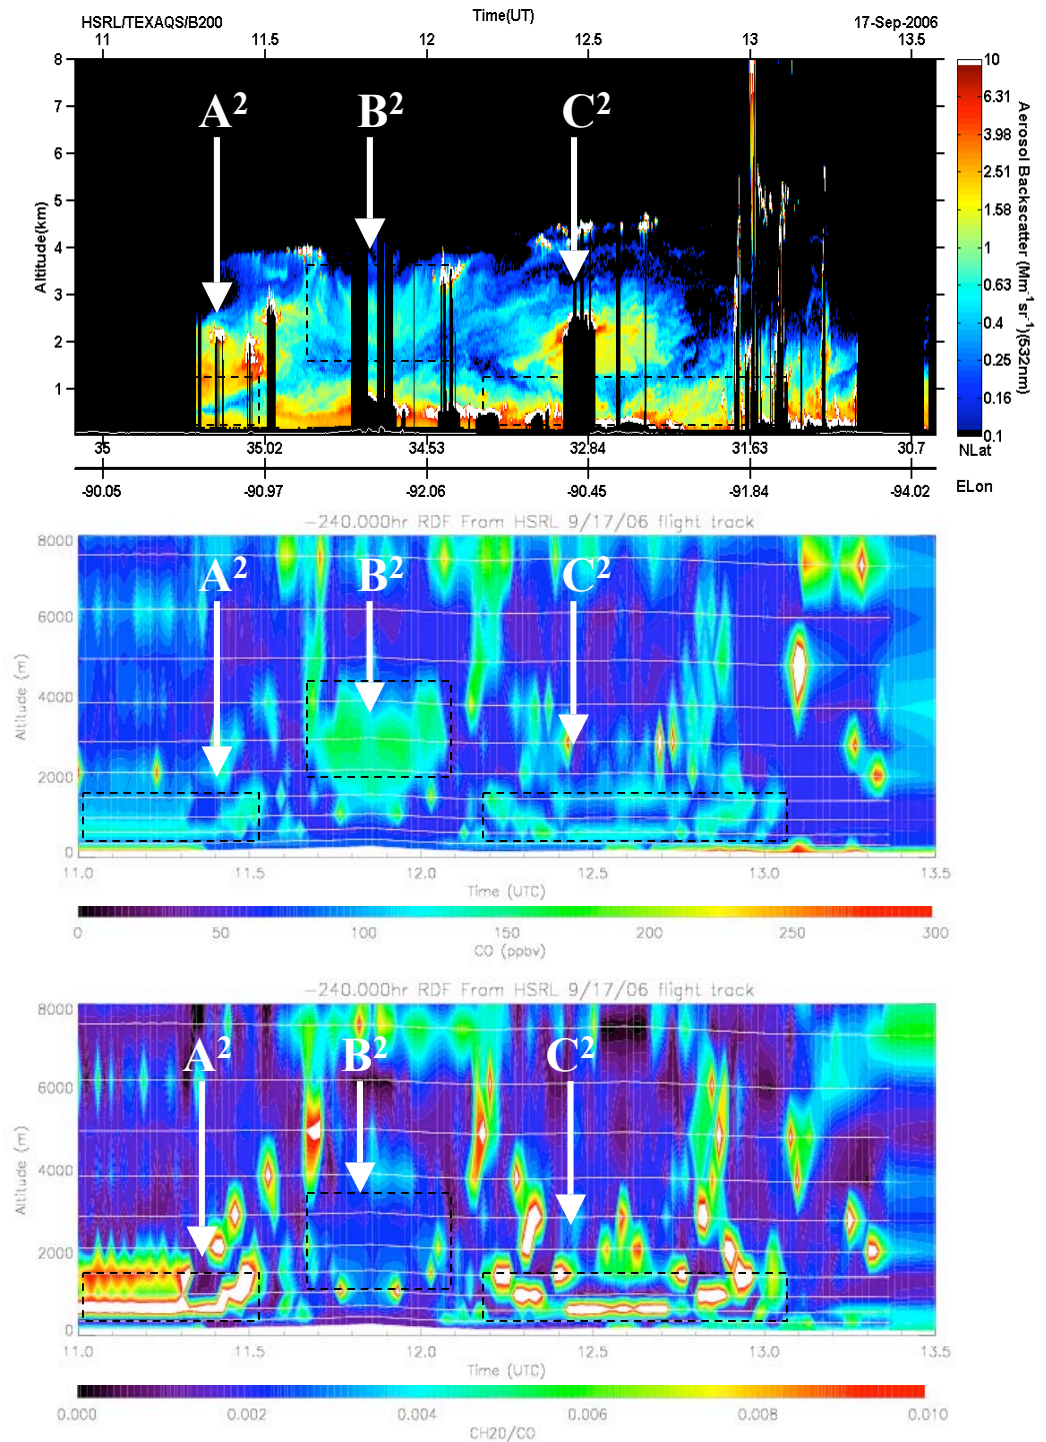 HSRL/TEXAQS/B200 Time(UT) 17-Sep-2006
11 11.5 12 12.5 13 13.5
8
7
6
5
4
3
2
1
Altitude(km)
A2 B2 C2
10
6.31
3.98
2.51
1.58
1
0.63
0.4
0.25
0.16
0.1
Aerosol Backscatter (Mm-1sr-1)(532nm)
35 35.02 34.53 32.84 31.63 30.7 NLat
-90.05 -90.97 -92.06 -90.45 -91.84 -94.02 ELon
-240.000hr RDF From HSRL 9/17/06 flight track
8000
6000
4000
2000
0
Altitude (m)
A2 B2 C2
11.0 11.5 12.0 12.5 13.0 13.5
Time (UTC)
0 50 100 150 200 250 300
CO (ppbv)
-240.000hr RDF From HSRL 9/17/06 flight track
8000
6000
4000
2000
0
Altitude (m)
A2 B2 C2
11.0 11.5 12.0 12.5 13.0 13.5
Time (UTC)
0.000 0.002 0.004 0.006 0.008 0.010
CH2O/CO